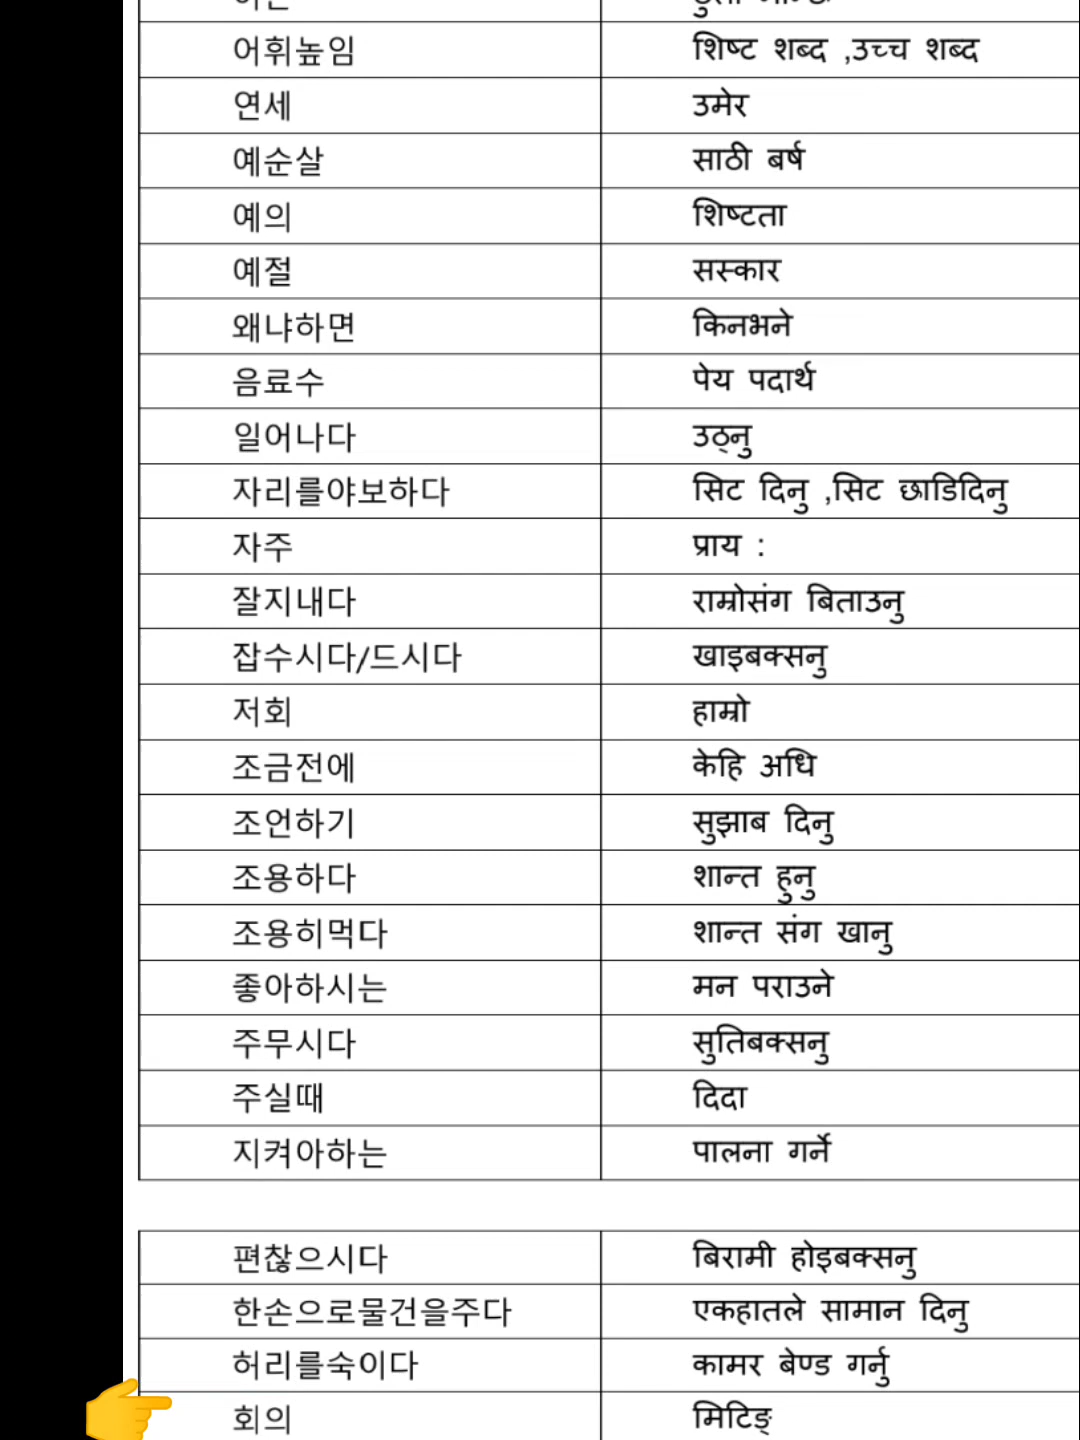 어휘높임 शिष्ट शब्द ,उच्च शब्द
연세 उमेर
예순살 साठी बर्ष
예의 शिष्टता
예절 सस्कार
왜냐하면 किनभने
음료수 पेय पदार्थ
일어나다 उठ्नु
자리를야보하다 सिट दिनु ,सिट छाडिदिनु
자주 प्राय :
잘지내다 राम्रोसंग बिताउनु
잡수시다/드시다 खाइबक्सनु
저회 हाम्रो
조금전에 केहि अधि
조언하기 सुझाब दिनु
조용하다 शान्त हुनु
조용히먹다 शान्त संग खानु
좋아하시는 मन पराउने
주무시다 सुतिबक्सनु
주실때 दिदा
지켜아하는 पालना गर्ने
편찮으시다 बिरामी होइबक्सनु
한손으로물건을주다 एकहातले सामान दिनु
허리를숙이다 कामर बेण्ड गर्नु
회의 मिटिङ्